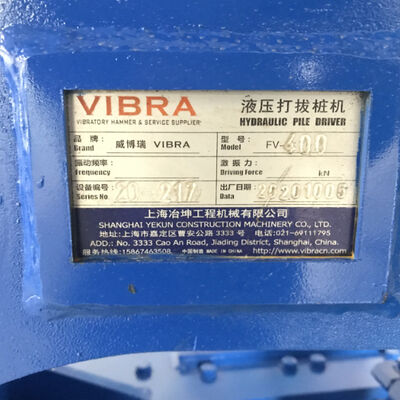 VIBRA
VIBRATORY HAMMER & SERVICE SUPPLIER
液压打拔桩机
HYDRAULIC PILE DRIVER
品 牌: 威博瑞 VIBRA
Brand
型 号: FV-400
Model
振动频率:
Frequency
激 振 力: kN
Driving Force
设备编号: 20 217
Series No.
出厂日期: 20201006
Data
上海冶坤工程机械有限公司
SHANGHAI YEKUN CONSTRUCTION MACHINERY CO., LTD.
地址:上海市嘉定区曹安公路 3333 号 电话:021-69111795
ADD.: No. 3333 Cao An Road, Jiading District, Shanghai, China.
服务热线:15867463508 中国制造 MADE IN CHINA http://www.vibracn.com